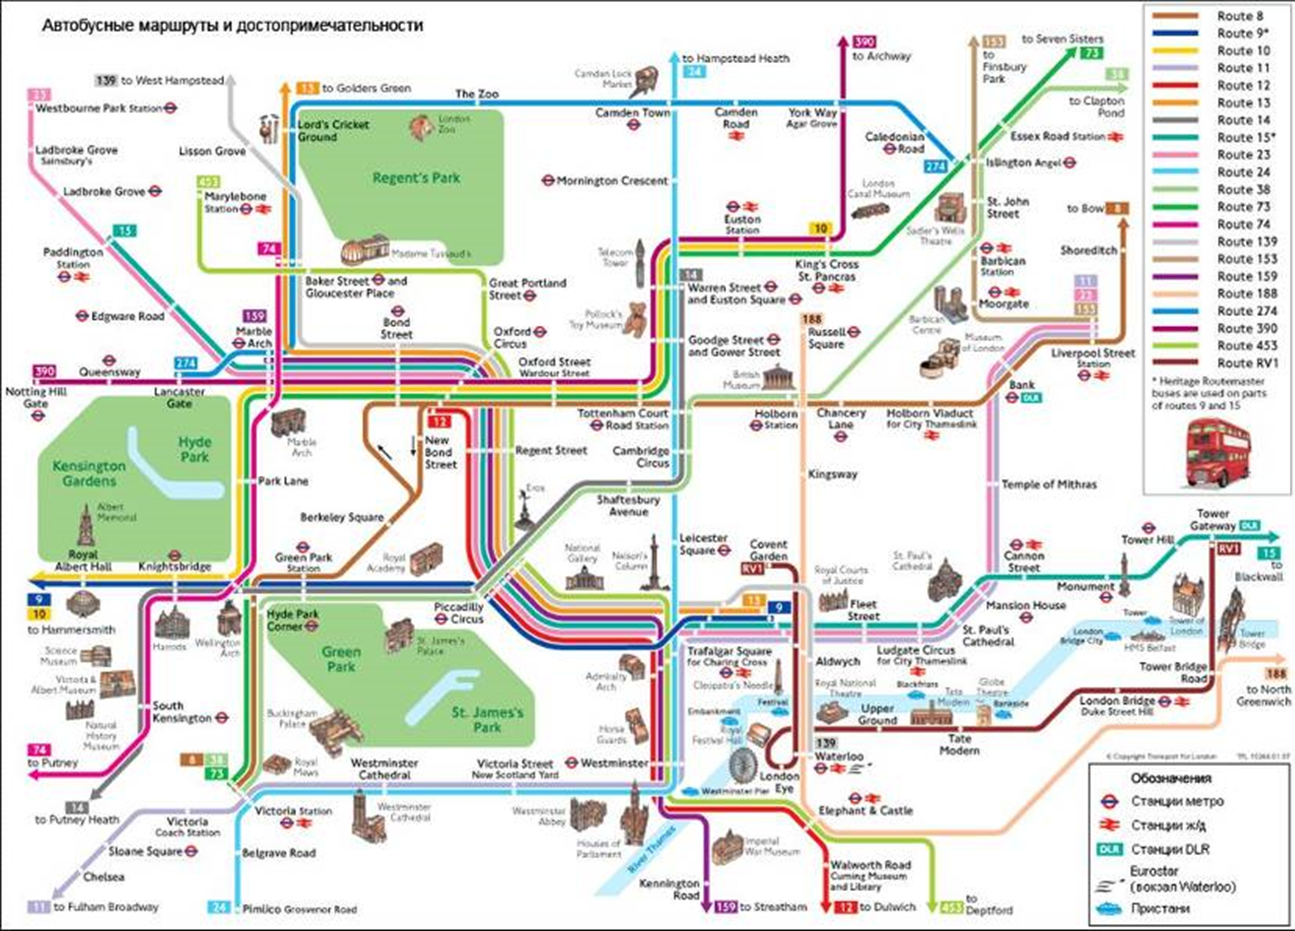 Автобусные маршруты и достопримечательности
Route 8
Route 9*
Route 10
Route 11
Route 12
Route 13
Route 14
Route 15*
Route 23
Route 24
Route 38
Route 73
Route 74
Route 139
Route 153
Route 159
Route 188
Route 274
Route 390
Route 453
Route RV1
* Heritage Routemaster
buses are used on parts
of routes 9 and 15
139 to West Hampstead
23
Westbourne Park Station
13 to Golders Green
The Zoo
Camden Lock
Market
to Hampstead Heath
24
390
to Archway
153
to
Finsbury
Park
to Seven Sisters
73
38
to Clapton
Pond
Lord's Cricket
Ground
London
Zoo
Camden Town
Camden
Road
York Way
Agar Grove
Caledonian
Road
274
Essex Road Station
Islington Angel
Ladbroke Grove
Sainsbury's
Lisson Grove
Ladbroke Grove
453
Marylebone
Station
Regent's Park
Mornington Crescent
London
Canal Museum
St. John
Street
to Bow 8
Euston
Station
10
Sadler's Wells
Theatre
15
74
Paddington
Station
Madame Tussaud's
Telecom
Tower
King's Cross
St. Pancras
Barbican
Station
Shoreditch
Baker Street and
Gloucester Place
Great Portland
Street
14
Warren Street
and Euston Square
Moorgate
11
23
153
Edgware Road
159
Marble
Arch
Bond
Street
Oxford
Circus
Pollock's
Toy Museum
188
Russell
Square
Barbican
Centre
Museum
of London
Goodge Street
and Gower Street
Liverpool Street
Station
390
Notting Hill
Gate
Queensway
274
Lancaster
Gate
Oxford Street
Wardour Street
British
Museum
Bank
DLR
Tottenham Court
Road Station
Holborn
Station
Chancery
Lane
Holborn Viaduct
for City Thameslink
Marble
Arch
12
New
Bond
Street
Regent Street
Cambridge
Circus
Hyde
Park
Kensington
Gardens
Park Lane
Kingsway
Temple of Mithras
Albert
Memorial
Berkeley Square
Eros
Shaftesbury
Avenue
Royal
Albert Hall
Knightsbridge
Green Park
Station
Royal
Academy
National
Gallery
Nelson's
Column
Leicester
Square
Covent
Garden
RV1
St. Paul's
Cathedral
Cannon
Street
Tower Hill
Tower
Gateway DLR
RV1
15
to
Blackwall
9
10
to Hammersmith
Harrods
Wellington
Arch
Hyde Park
Corner
Piccadilly
Circus
13
9
Royal Courts
of Justice
Fleet
Street
Mansion House
Monument
Tower
Tower of
London
Tower
Bridge
Science
Museum
Victoria &
Albert Museum
Natural
History
Museum
Green
Park
St. James's
Palace
St. James's
Park
Admiralty
Arch
Trafalgar Square
for Charing Cross
Cleopatra's Needle
Aldwych
Ludgate Circus
for City Thameslink
St. Paul's
Cathedral
London
Bridge City
HMS Belfast
South
Kensington
Buckingham
Palace
Horse
Guards
Embankment
Festival
Royal
Festival Hall
Royal National
Theatre
Upper
Ground
Blackfriars
Tate
Modern
Globe
Theatre
Bankside
Tate
Modern
Tower Bridge
Road
London Bridge
Duke Street Hill
188
to North
Greenwich
74
to Putney
14
to Putney Heath
8 38
73
Royal
Mews
Westminster
Cathedral
Victoria Street
New Scotland Yard
Westminster
London
Eye
139
Waterloo
© Copyright Transport for London
Victoria
Coach Station
Victoria Station
Westminster
Cathedral
Westminster
Abbey
Houses of
Parliament
Westminster Pier
Elephant & Castle
Sloane Square
Belgrave Road
River Thames
Imperial
War Museum
Chelsea
Kennington
Road
Walworth Road
Cuming Museum
and Library
11 to Fulham Broadway
24 Pimlico Grosvenor Road
159 to Streatham
12 to Dulwich
453 to
Deptford
Обозначения
Станции метро
Станции ж/д
DLR Станции DLR
Eurostar
(вокзал Waterloo)
Пристани